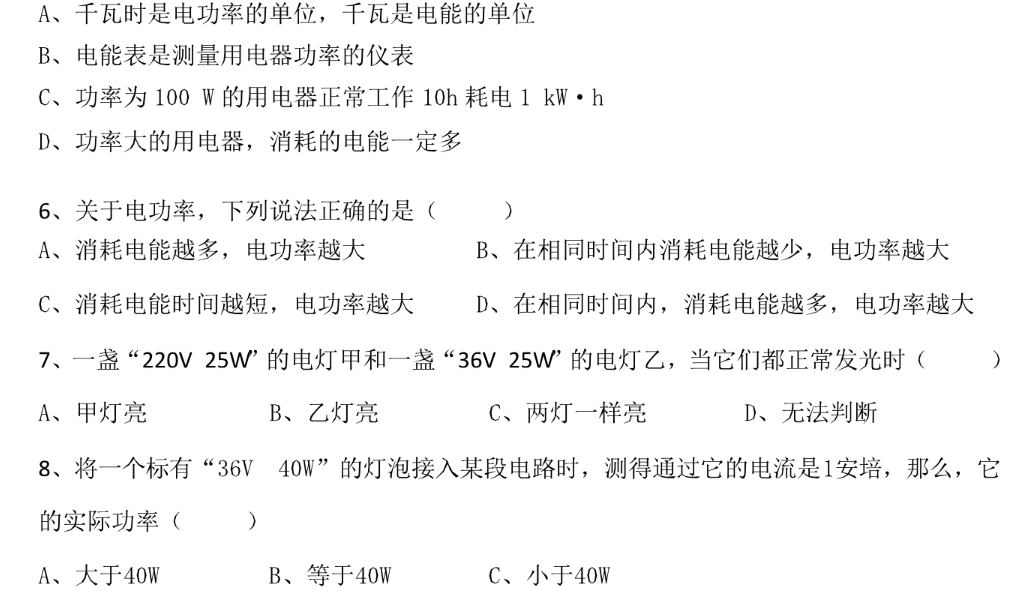 A、千瓦时是电功率的单位，千瓦是电能的单位
B、电能表是测量用电器功率的仪表
C、功率为 100 W 的用电器正常工作 10h 耗电 1 kW·h
D、功率大的用电器，消耗的电能一定多
6、关于电功率，下列说法正确的是（ ）
A、消耗电能越多，电功率越大 B、在相同时间内消耗电能越少，电功率越大
C、消耗电能时间越短，电功率越大 D、在相同时间内，消耗电能越多，电功率越大
7、一盏“220V 25W”的电灯甲和一盏“36V 25W”的电灯乙，当它们都正常发光时（ ）
A、甲灯亮 B、乙灯亮 C、两灯一样亮 D、无法判断
8、将一个标有“36V 40W”的灯泡接入某段电路时，测得通过它的电流是1安培，那么，它
的实际功率（ ）
A、大于40W B、等于40W C、小于40W